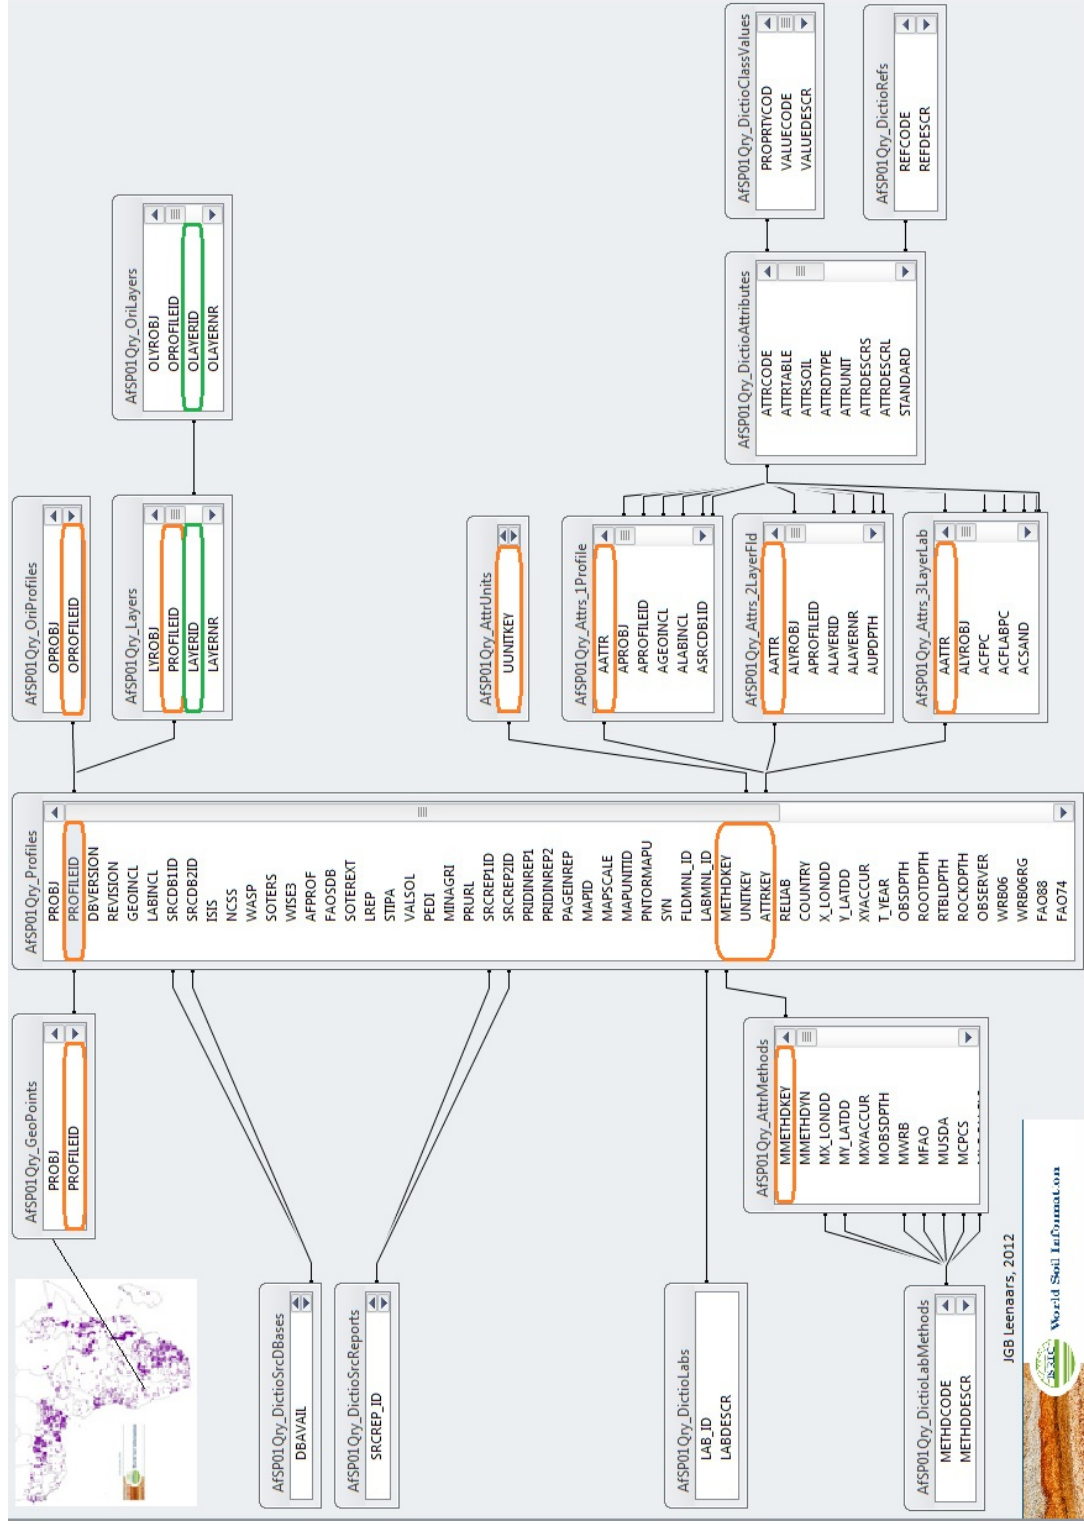 AfSP01Qry_GeoPoints
PROBJ
PROFILEID
AfSP01Qry_DictioSrcDBases
DBAVAIL
AfSP01Qry_DictioSrcReports
SRCREP_ID
AfSP01Qry_DictioLabs
LAB_ID
LABDESCR
AfSP01Qry_DictioLabMethods
METHDCODE
METHDDESCR
AfSP01Qry_AttrMethods
MMETHDKEY
MMETHDYN
MX_LONDD
MY_LATDD
MXYACCUR
MOBSDPTH
MWRB
MFAO
MUSDA
MCPCS
AfSP01Qry_Profiles
PROBJ
PROFILEID
DBVERSION
REVISION
GEOINCL
LABINCL
SRCDB1ID
SRCDB2ID
ISIS
NCSS
WASP
SOTERS
WISE3
AFPROF
FAOSDB
SOTEREXT
LREP
STIPA
VALSOL
PEDI
MINAGRI
PRURL
SRCREP1ID
SRCREP2ID
PRIDINREP1
PRIDINREP2
PAGEINREP
MAPID
MAPSCALE
MAPUNITID
PNTORMAPU
SYN
FLDMNL_ID
LABMNL_ID
METHDKEY
UNITKEY
ATTRKEY
RELIAB
COUNTRY
X_LONDD
Y_LATDD
XYACCUR
T_YEAR
OBSDPTH
ROOTDPTH
RTBLDPTH
ROCKDPTH
OBSERVER
WRB06
WRB06RG
FAO88
FAO74
AfSP01Qry_OriProfiles
OPROBJ
OPROFILEID
AfSP01Qry_Layers
LYROBJ
PROFILEID
LAYERID
LAYERNR
AfSP01Qry_OriLayers
OLYROBJ
OPROFILEID
OLAYERID
OLAYERNR
AfSP01Qry_AttrUnits
UUNITKEY
AfSP01Qry_Attrs_1Profile
AATTR
APROBJ
APROFILEID
AGEOINCL
ALABINCL
ASRCDB1ID
AfSP01Qry_Attrs_2LayerFld
AATTR
ALYROBJ
APROFILEID
ALAYERID
ALAYERNR
AUPDPTH
AfSP01Qry_Attrs_3LayerLab
AATTR
ALYROBJ
ACFPC
ACFLABPC
ACSAND
AfSP01Qry_DictioAttributes
ATTRCODE
ATTRTABLE
ATTRSOIL
ATTRDTYPE
ATTRUNIT
ATTRDESCRS
ATTRDESCRL
STANDARD
AfSP01Qry_DictioClassValues
PROPRTYCOD
VALUECODE
VALUEDESCR
AfSP01Qry_DictioRefs
REFCODE
REFDESCR
JGB Leenaars, 2012
ISRIC
World Soil Information